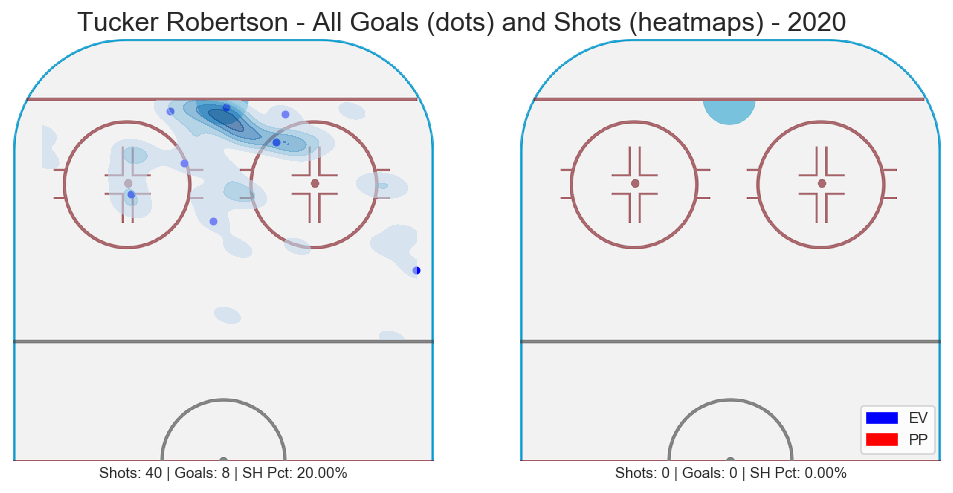 Tucker Robertson - All Goals (dots) and Shots (heatmaps) - 2020
EV
PP
Shots: 40 | Goals: 8 | SH Pct: 20.00%
Shots: 0 | Goals: 0 | SH Pct: 0.00%